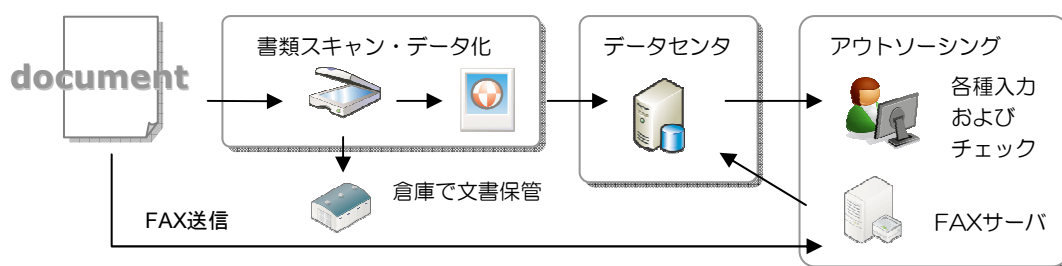 書類スキャン・データ化
データセンタ
アウトソーシング
document
各種入力
および
チェック
倉庫で文書保管
FAX送信
FAXサーバ